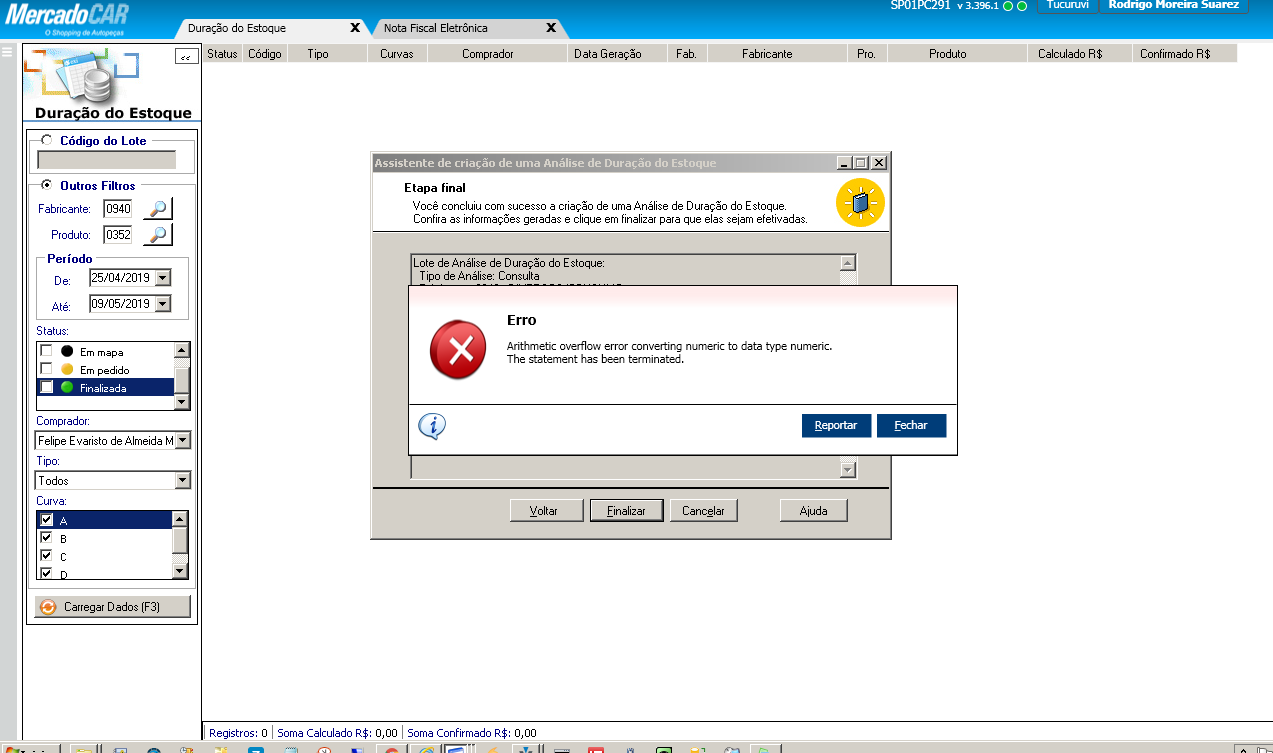 MercadoCAR
O Shopping de Autopeças
SP01PC291 v 3.396.1 Tucuruvi Rodrigo Moreira Suarez
Duração do Estoque X Nota Fiscal Eletrônica X
<<
Status Código Tipo Curvas Comprador Data Geração Fab. Fabricante Pro. Produto Calculado R$ Confirmado R$
Duração do Estoque
Código do Lote
Outros Filtros
Fabricante: 0940
Produto: 0352
Período
De: 25/04/2019
Até: 09/05/2019
Status:
Em mapa
Em pedido
Finalizada
Comprador:
Felipe Evaristo de Almeida M
Tipo:
Todos
Curva:
A
B
C
D
Carregar Dados (F3)
Assistente de criação de uma Análise de Duração do Estoque
Etapa final
Você concluiu com sucesso a criação de uma Análise de Duração do Estoque.
Confira as informações geradas e clique em finalizar para que elas sejam efetivadas.
Lote de Análise de Duração do Estoque:
Tipo de Análise: Consulta
Erro
Arithmetic overflow error converting numeric to data type numeric.
The statement has been terminated.
Reportar Fechar
Voltar Finalizar Cancelar Ajuda
Registros: 0 Soma Calculado R$: 0,00 Soma Confirmado R$: 0,00